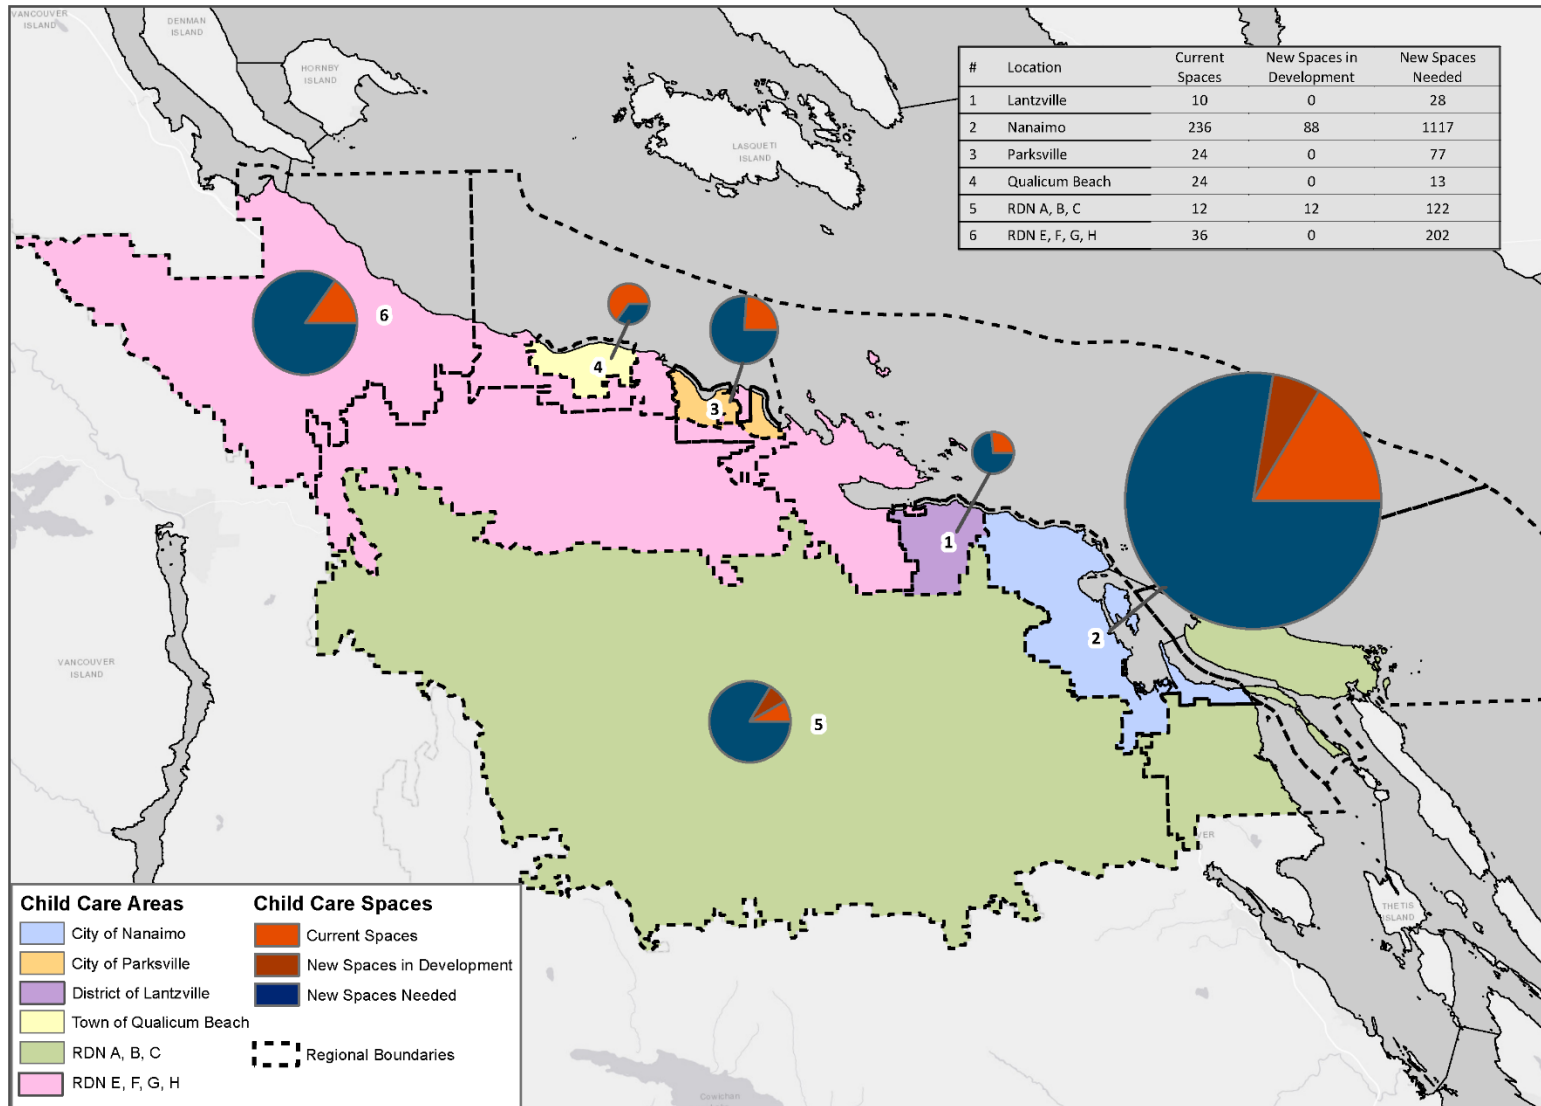 VANCOUVER
ISLAND
DENMAN
ISLAND
HORNBY
ISLAND
LASQUETI
ISLAND
# Location Current Spaces New Spaces in Development New Spaces Needed
1 Lantzville 10 0 28
2 Nanaimo 236 88 1117
3 Parksville 24 0 77
4 Qualicum Beach 24 0 13
5 RDN A, B, C 12 12 122
6 RDN E, F, G, H 36 0 202
6
4
3
1
2
5
VANCOUVER
ISLAND
VER
THETIS
ISLAND
Child Care Areas
City of Nanaimo
City of Parksville
District of Lantzville
Town of Qualicum Beach
RDN A, B, C
RDN E, F, G, H
Child Care Spaces
Current Spaces
New Spaces in Development
New Spaces Needed
Regional Boundaries
Cowichan